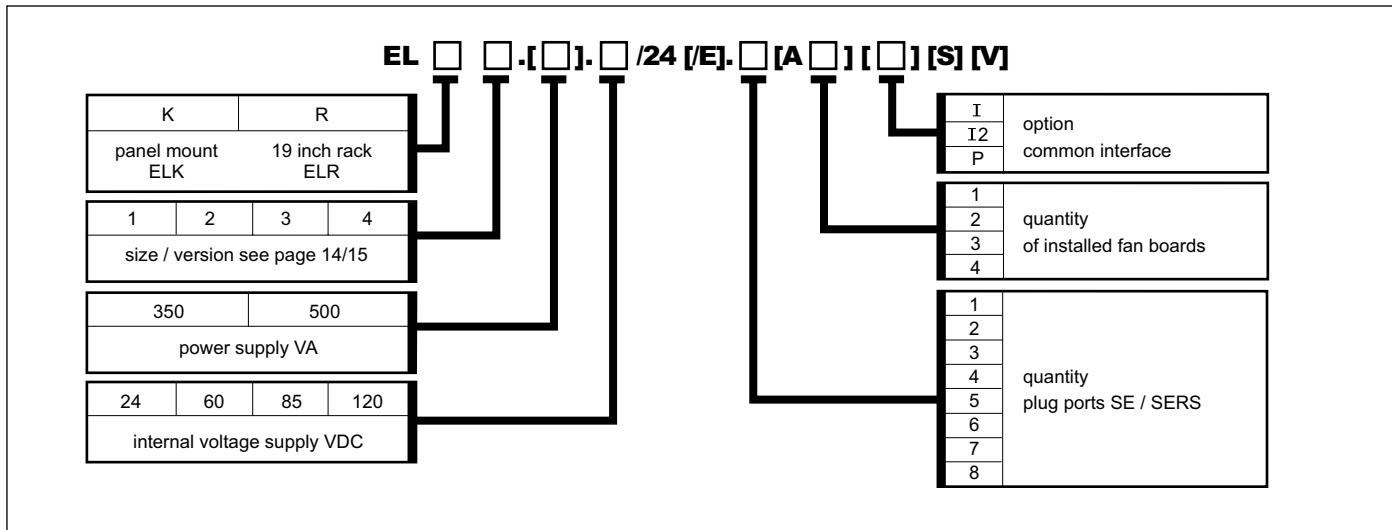 EL □ □.[□].□ /24 [/E].□ [A □] [□] [S] [V]
K R
panel mount 19 inch rack
ELK ELR
1 2 3 4
size / version see page 14/15
350 500
power supply VA
24 60 85 120
internal voltage supply VDC
I
I2
P
option
common interface
1
2
3
4
quantity
of installed fan boards
1
2
3
4
5
6
7
8
quantity
plug ports SE / SERS